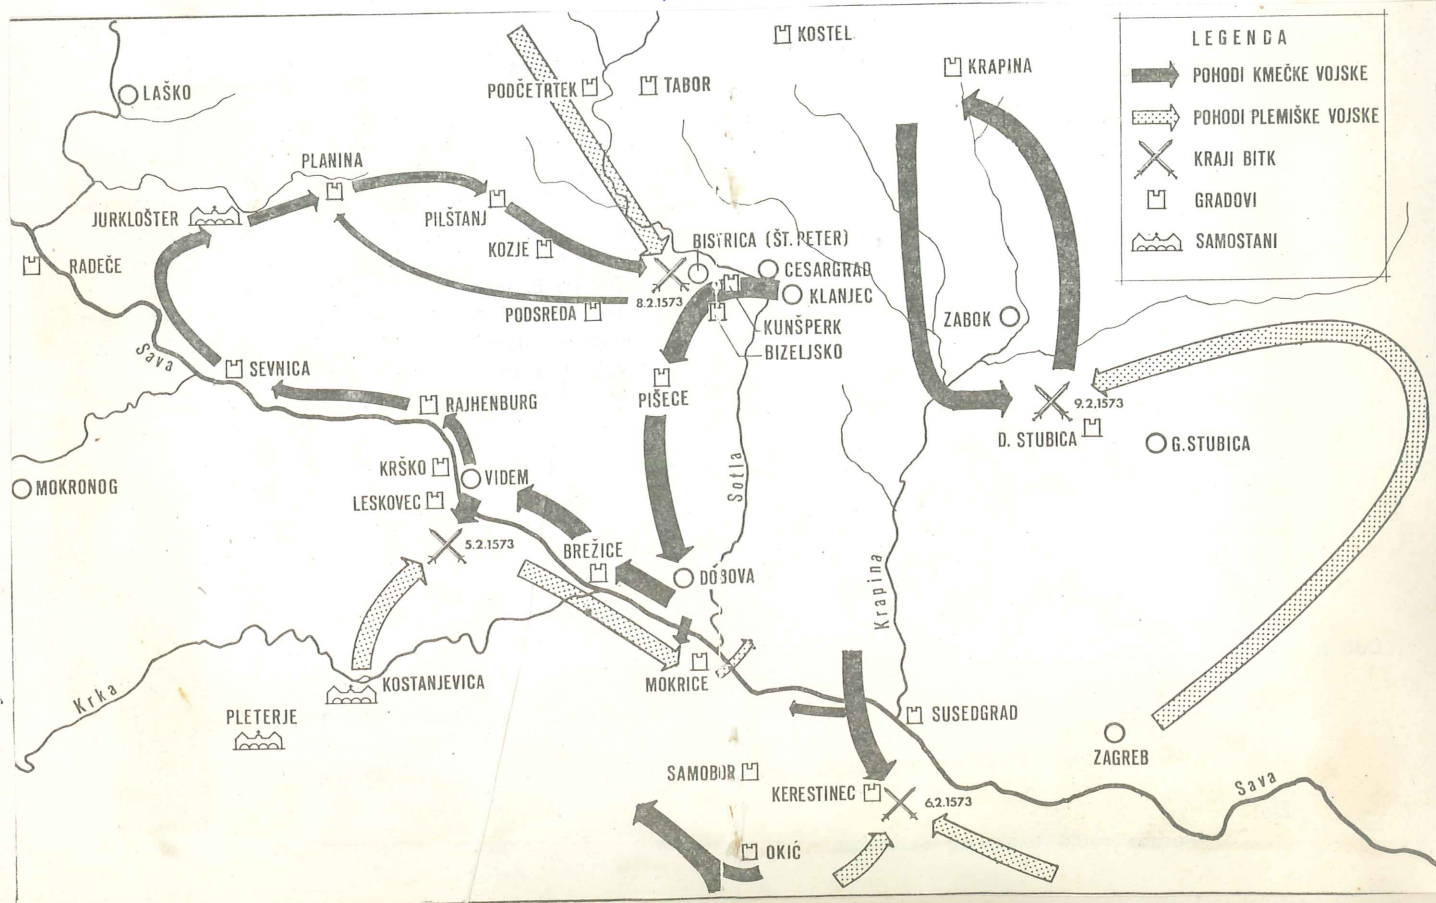 LEGENDA
POHODI KMEČKE VOJSKE
POHODI PLEMIŠKE VOJSKE
KRAJI BITK
GRADOVI
SAMOSTANI
KOSTEL
KRAPINA
LAŠKO
PODČETRTEK
TABOR
PLANINA
JURKLOŠTER
PILŠTANJ
KOZJE
BISTRICA (ŠT. PETER)
RADEČE
CESARGRAD
KLANJEC
8.2.1573
PODSREDA
KUNŠPERK
BIZELJSKO
ZABOK
Sava
SEVNICA
PIŠECE
RAJHENBURG
9.2.1573
D. STUBICA
G.STUBICA
KRŠKO
VIDEM
Sotla
MOKRONOG
LESKOVEC
5.2.1573
BREŽICE
DOBOVA
Krapina
MOKRICE
KOSTANJEVICA
Krka
PLETERJE
SUSEDGRAD
ZAGREB
SAMOBOR
KERESTINEC
6.2.1573
Sava
OKIĆ